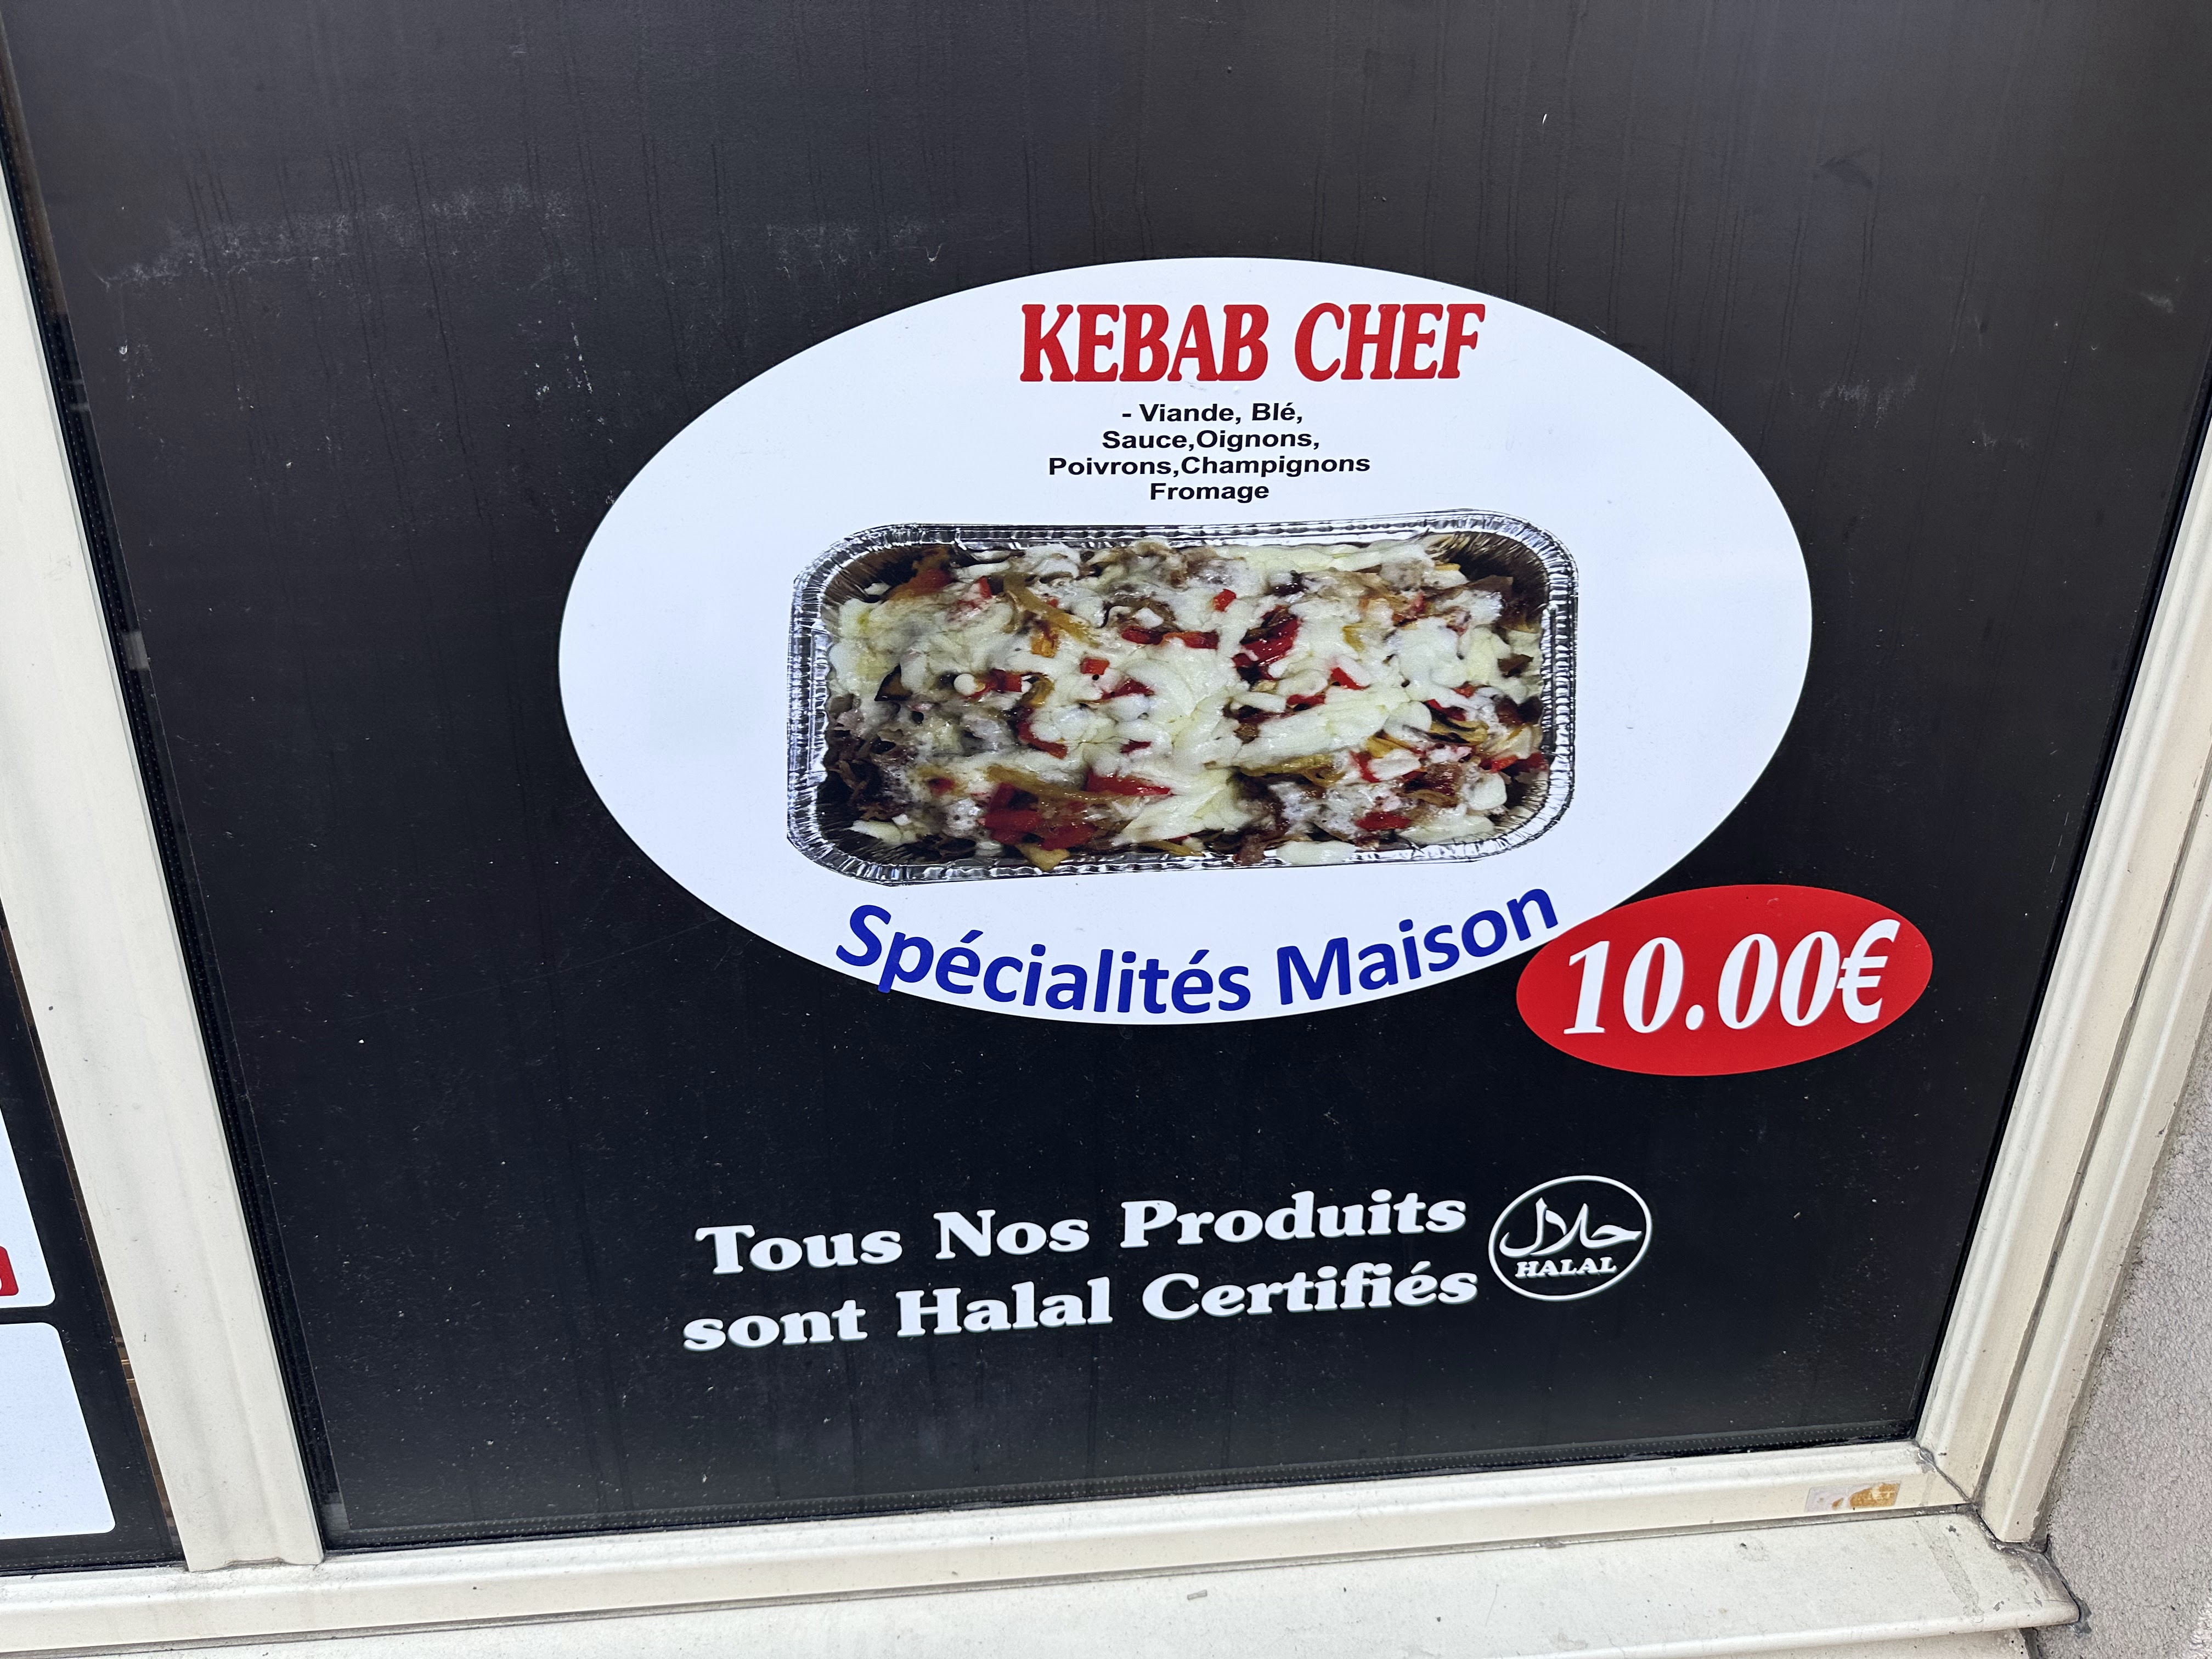 KEBAB CHEF
- Viande, Blé,
Sauce,Oignons,
Poivrons,Champignons
Fromage
Spécialités Maison
10.00€
Tous Nos Produits
sont Halal Certifiés
حلال
HALAL